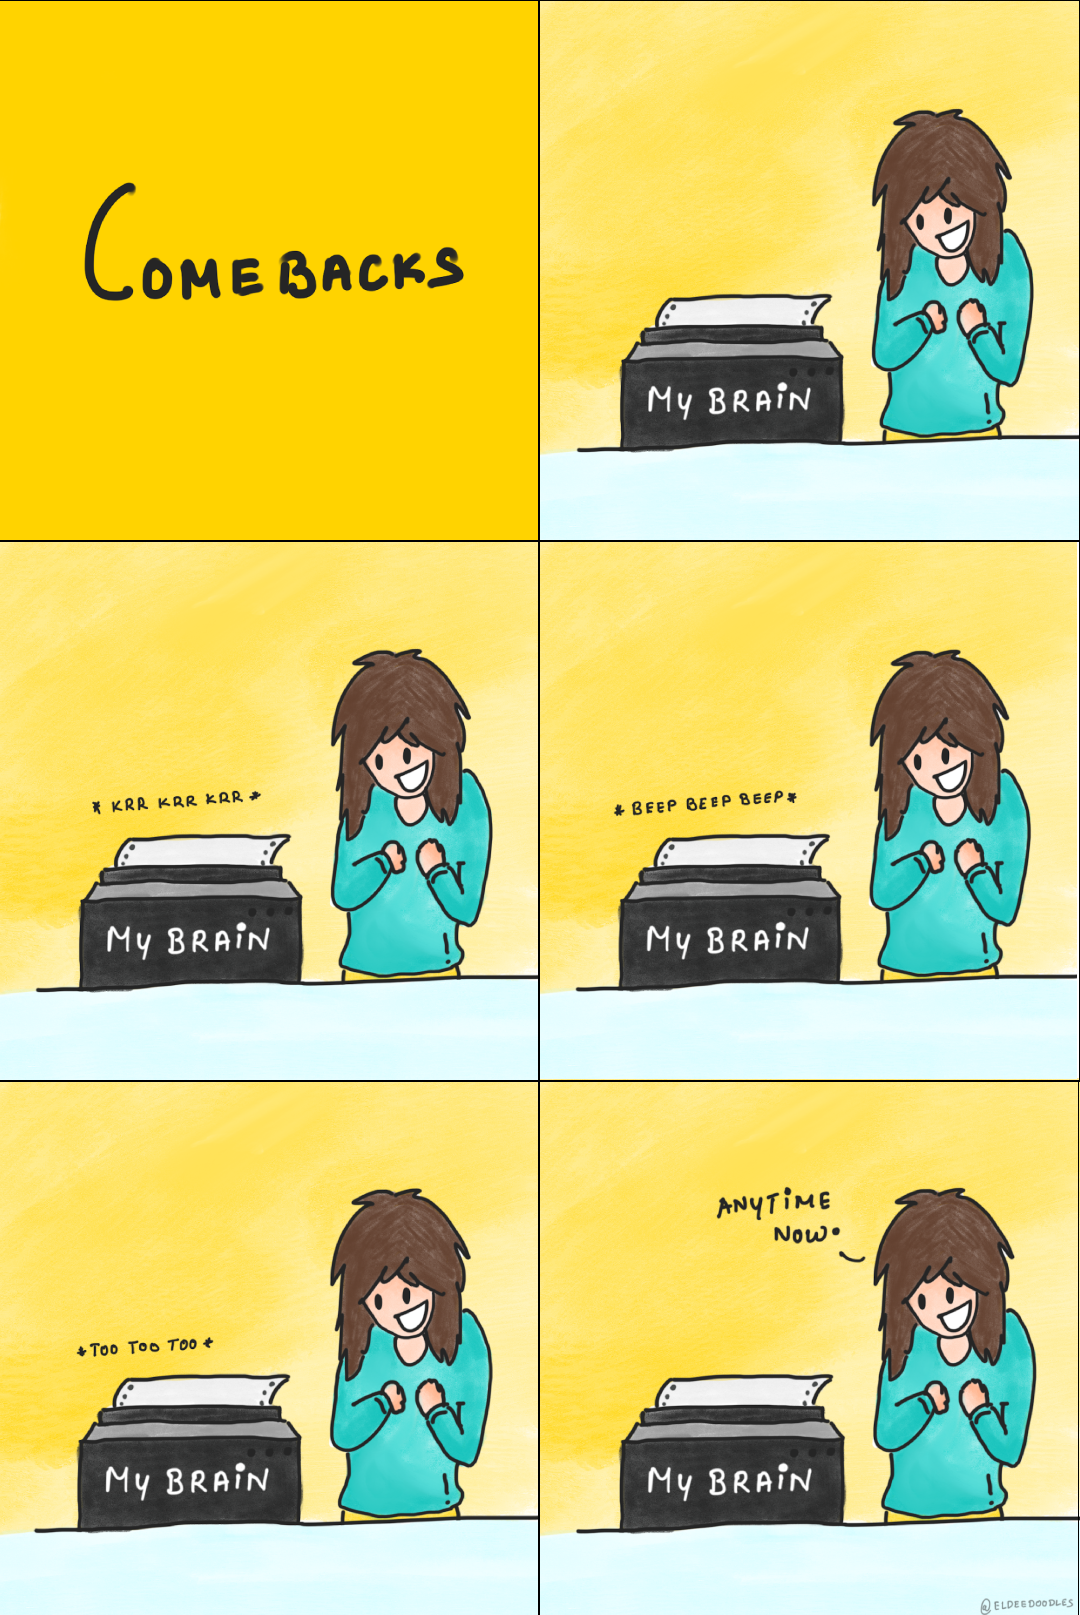 COMEBACKS
My BRAiN
* KRR KRR KRR *
My BRAiN
* BEEP BEEP BEEP *
My BRAiN
* TOO TOO TOO *
My BRAiN
ANYTiME
NOW.
My BRAiN
@ELDEEDOODLES